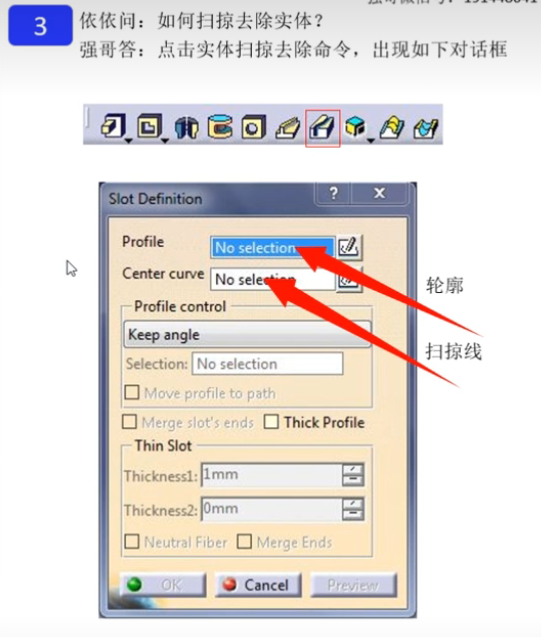 3
依依问：如何扫掠去除实体？
强哥答：点击实体扫掠去除命令，出现如下对话框
Slot Definition
Profile
No selection
Center curve
No selection
轮廓
扫掠线
Profile control
Keep angle
Selection:
No selection
Move profile to path
Merge slot's ends
Thick Profile
Thin Slot
Thickness1:
1mm
Thickness2:
0mm
Neutral Fiber
Merge Ends
OK
Cancel
Preview